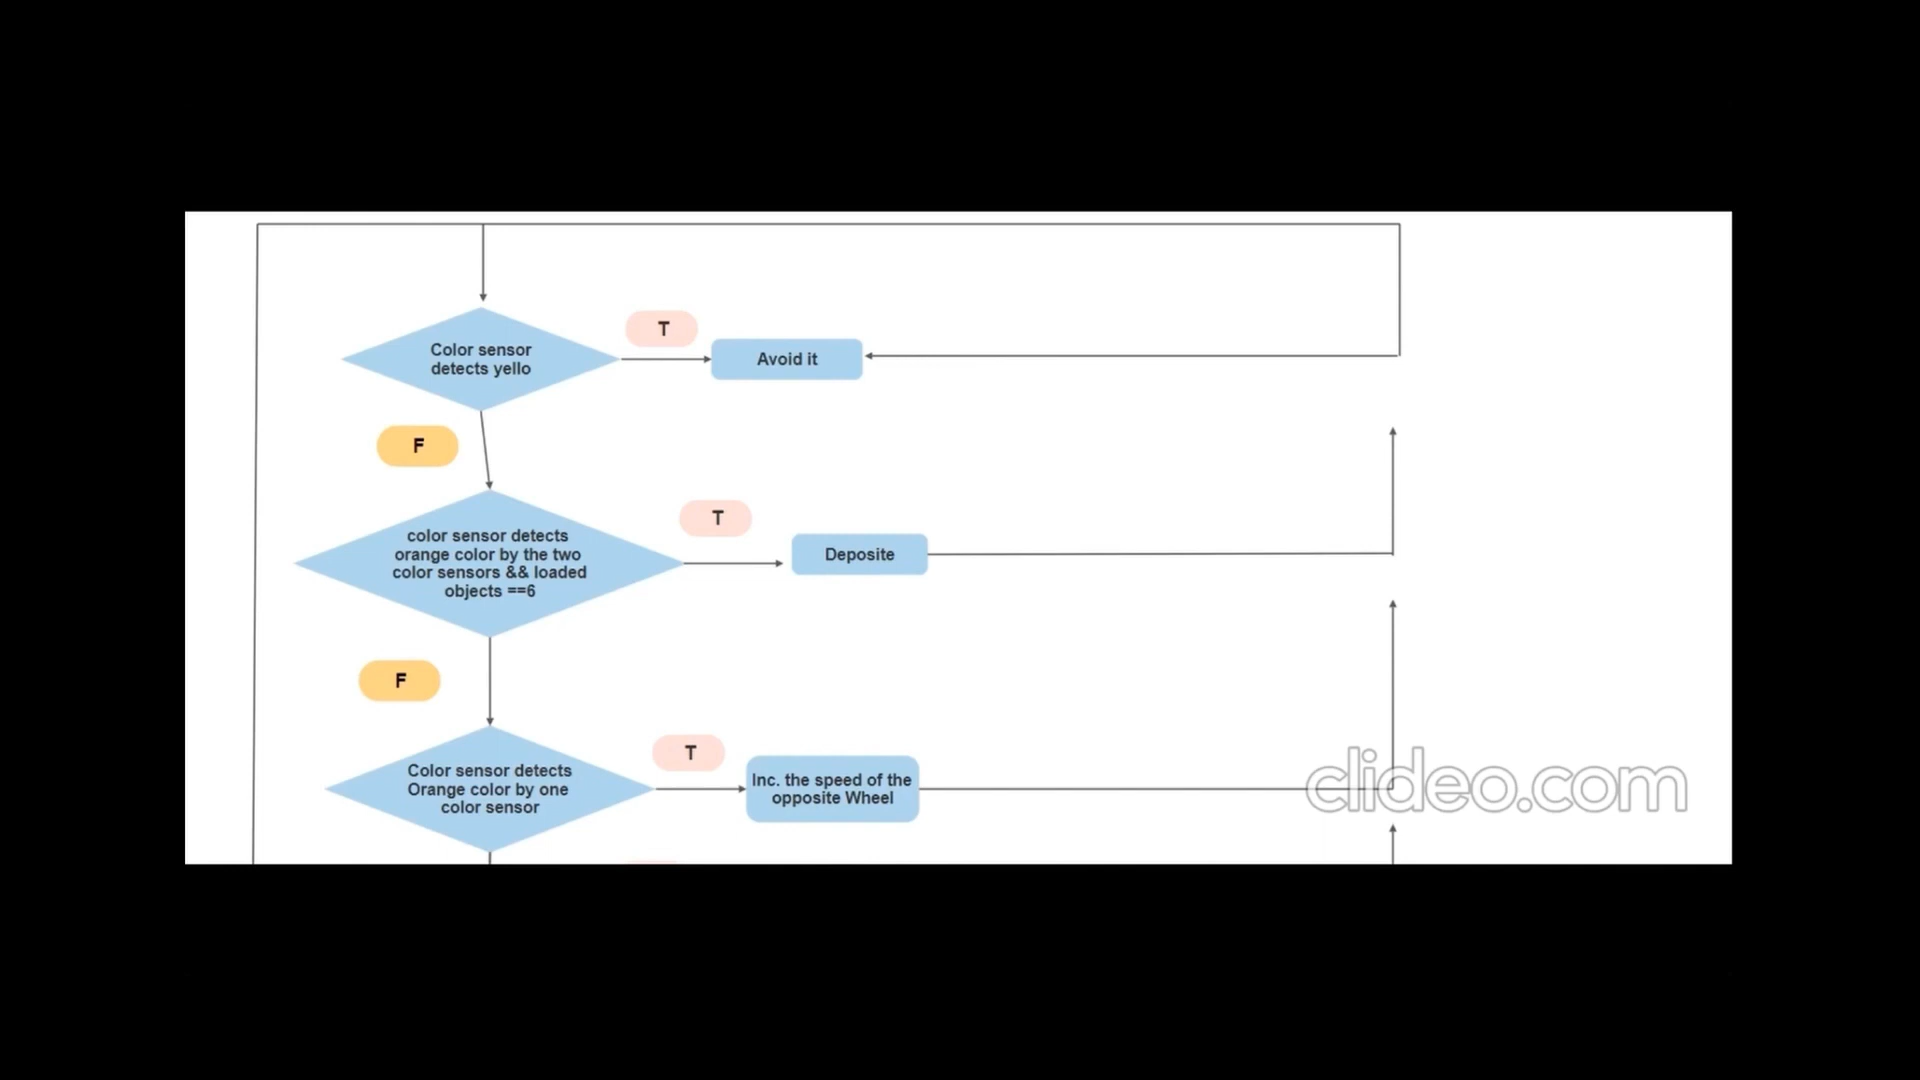 T
Color sensor
detects yello
Avoid it
F
T
color sensor detects
orange color by the two
color sensors && loaded
objects ==6
Deposite
F
T
Color sensor detects
Orange color by one
color sensor
Inc. the speed of the
opposite Wheel
clideo.com